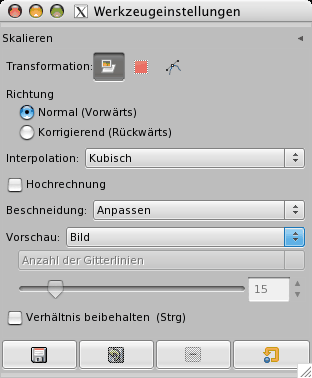 Werkzeugeinstellungen
Skalieren
Transformation:
Richtung
Normal (Vorwärts)
Korrigierend (Rückwärts)
Interpolation: Kubisch
Hochrechnung
Beschneidung: Anpassen
Vorschau: Bild
Anzahl der Gitterlinien
15
Verhältnis beibehalten (Strg)